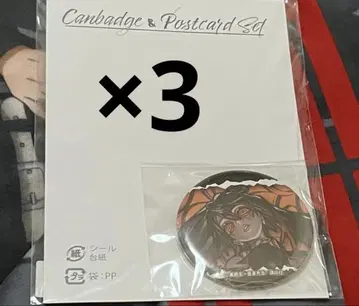 Canbadge & Postcard Set
×3
紙
シール
台紙
プラ
袋:PP